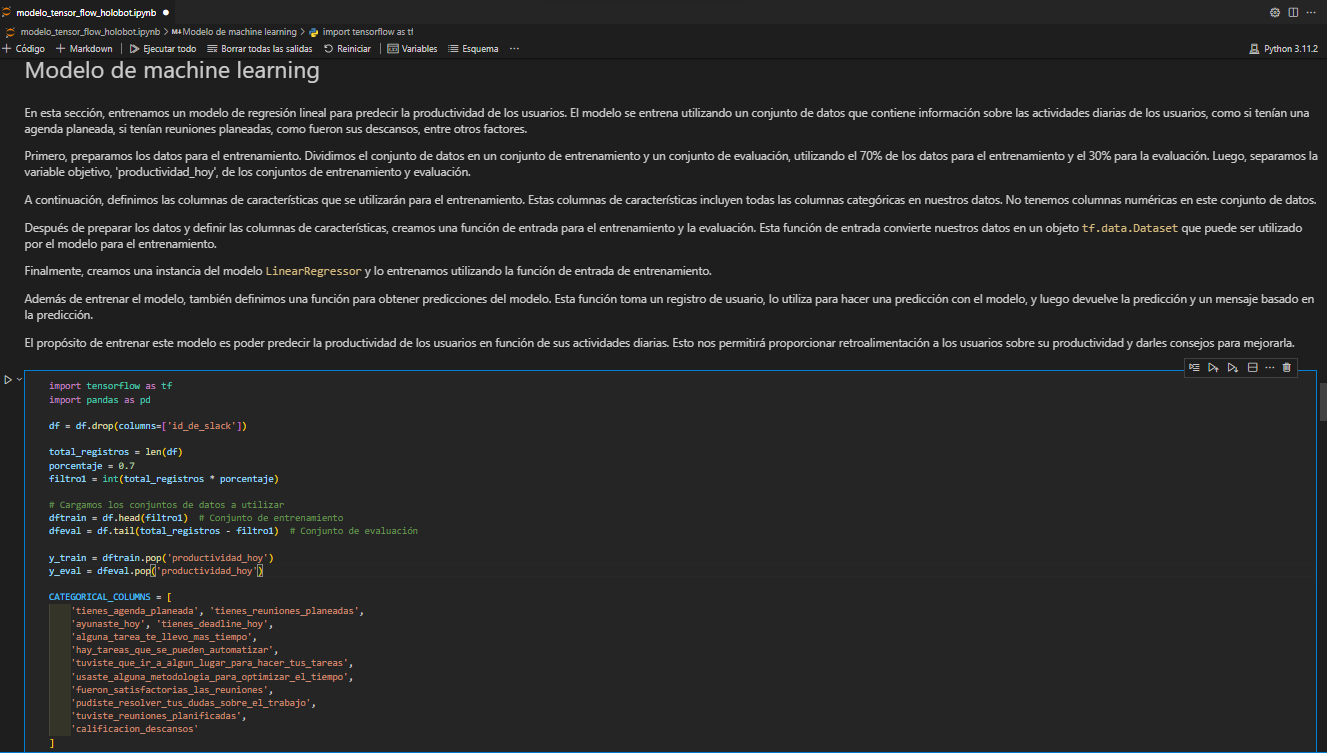 modelo_tensor_flow_holobot.ipynb ●
modelo_tensor_flow_holobot.ipynb > M↓Modelo de machine learning > import tensorflow as tf
+ Código + Markdown | Ejecutar todo Borrar todas las salidas Reiniciar | Variables Esquema ... Python 3.11.2
Modelo de machine learning
En esta sección, entrenamos un modelo de regresión lineal para predecir la productividad de los usuarios. El modelo se entrena utilizando un conjunto de datos que contiene información sobre las actividades diarias de los usuarios, como si tenían una
agenda planeada, si tenían reuniones planeadas, como fueron sus descansos, entre otros factores.
Primero, preparamos los datos para el entrenamiento. Dividimos el conjunto de datos en un conjunto de entrenamiento y un conjunto de evaluación, utilizando el 70% de los datos para el entrenamiento y el 30% para la evaluación. Luego, separamos la
variable objetivo, 'productividad_hoy', de los conjuntos de entrenamiento y evaluación.
A continuación, definimos las columnas de características que se utilizarán para el entrenamiento. Estas columnas de características incluyen todas las columnas categóricas en nuestros datos. No tenemos columnas numéricas en este conjunto de datos.
Después de preparar los datos y definir las columnas de características, creamos una función de entrada para el entrenamiento y la evaluación. Esta función de entrada convierte nuestros datos en un objeto tf.data.Dataset que puede ser utilizado
por el modelo para el entrenamiento.
Finalmente, creamos una instancia del modelo LinearRegressor y lo entrenamos utilizando la función de entrada de entrenamiento.
Además de entrenar el modelo, también definimos una función para obtener predicciones del modelo. Esta función toma un registro de usuario, lo utiliza para hacer una predicción con el modelo, y luego devuelve la predicción y un mensaje basado en
la predicción.
El propósito de entrenar este modelo es poder predecir la productividad de los usuarios en función de sus actividades diarias. Esto nos permitirá proporcionar retroalimentación a los usuarios sobre su productividad y darles consejos para mejorarla.
import tensorflow as tf
import pandas as pd
df = df.drop(columns=['id_de_slack'])
total_registros = len(df)
porcentaje = 0.7
filtro1 = int(total_registros * porcentaje)
# Cargamos los conjuntos de datos a utilizar
dftrain = df.head(filtro1) # Conjunto de entrenamiento
dfeval = df.tail(total_registros - filtro1) # Conjunto de evaluación
y_train = dftrain.pop('productividad_hoy')
y_eval = dfeval.pop('productividad_hoy')
CATEGORICAL_COLUMNS = [
'tienes_agenda_planeada', 'tienes_reuniones_planeadas',
'ayunaste_hoy', 'tienes_deadline_hoy',
'alguna_tarea_te_llevo_mas_tiempo',
'hay_tareas_que_se_pueden_automatizar',
'tuviste_que_ir_a_algun_lugar_para_hacer_tus_tareas',
'usaste_alguna_metodologia_para_optimizar_el_tiempo',
'fueron_satisfactorias_las_reuniones',
'pudiste_resolver_tus_dudas_sobre_el_trabajo',
'tuviste_reuniones_planificadas',
'calificacion_descansos'
]